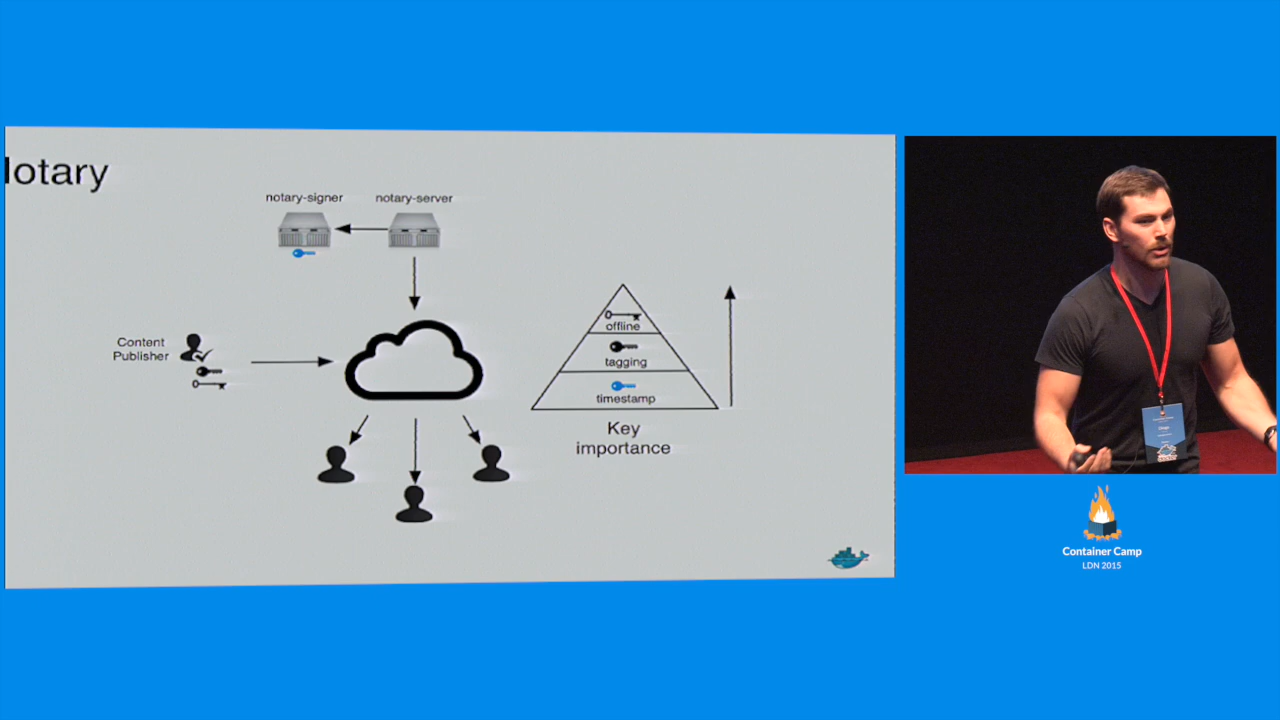 lotary
notary-signer notary-server
Content
Publisher
offline
tagging
timestamp
Key
importance
Container Camp
LDN 2015